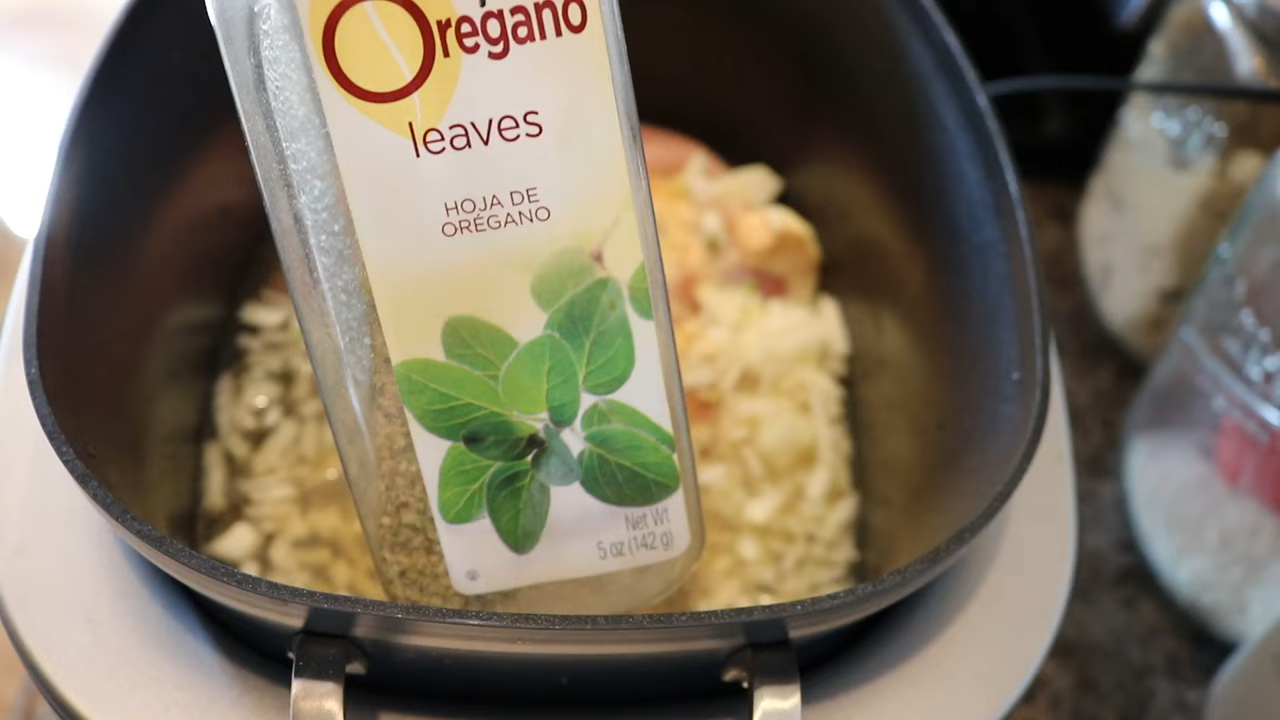 Oregano
leaves
HOJA DE
ORÉGANO
Net Wt
5 oz (142 g)